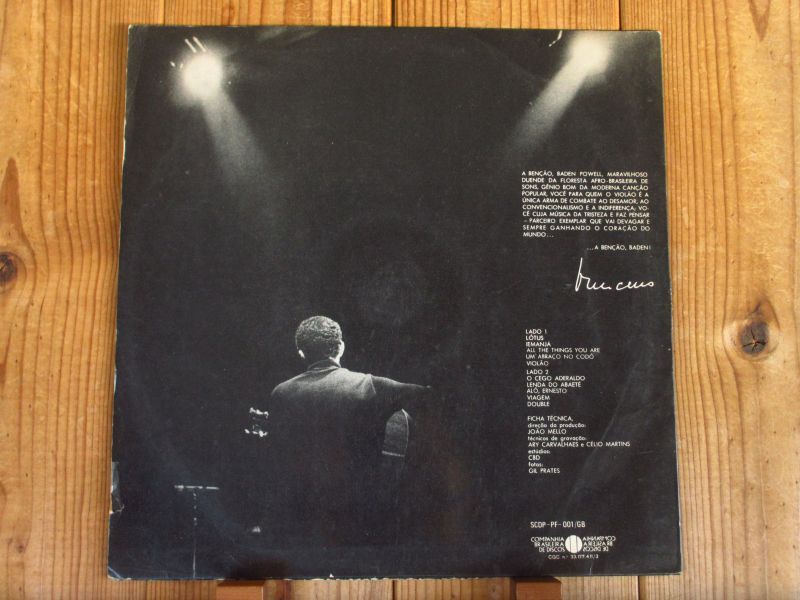 A BENÇÃO, BADEN POWELL, MARAVILHOSO
DUENDE DA FLORESTA AFRO-BRASILEIRA DE
SONS, GÊNIO BOM DA MODERNA CANÇÃO
POPULAR, VOCÊ PARA QUEM O VIOLÃO É A
ÚNICA ARMA DE COMBATE AO DESAMOR, AO
CONVENCIONALISMO E A INDIFERENÇA, VO-
CÊ CUJA MÚSICA DA TRISTEZA E FAZ PENSAR
- PARCEIRO EXEMPLAR QUE VAI DEVAGAR E
SEMPRE GANHANDO O CORAÇÃO DO
MUNDO...
...A BENÇÃO, BADEN!
LADO 1
LÓTUS
IEMANJÁ
ALL THE THINGS YOU ARE
UM ABRAÇO NO CODÓ
VIOLÃO
LADO 2
O CEGO ADERALDO
LENDA DO ABAETÉ
ALÔ, ERNESTO
VIAGEM
DOUBLE
FICHA TÉCNICA,
direção da produção:
JOÃO MELLO
técnicos de gravação:
ARY CARVALHAES e CÉLIO MARTINS
estúdios:
CBD
fotos:
GIL PRATES
SCDP-PF-001/GB
COMPANHIA
BRASILEIRA
DE DISCOS